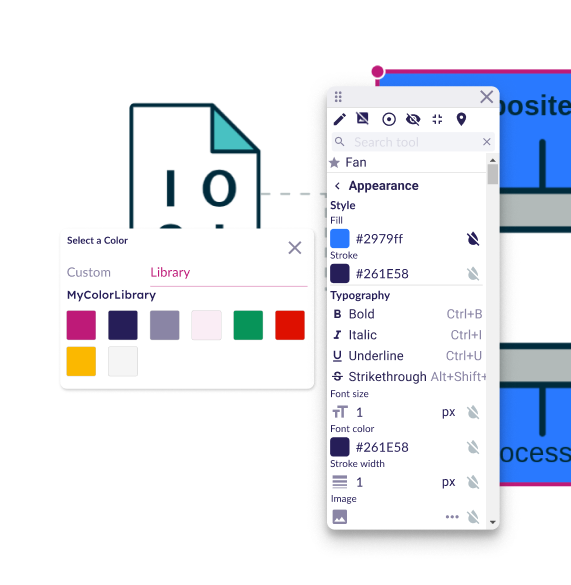 posite
I O
Search tool
Fan
Appearance
Style
Fill
#2979ff
Stroke
#261E58
Typography
B Bold Ctrl+B
I Italic Ctrl+I
U Underline Ctrl+U
S Strikethrough Alt+Shift+
Font size
1 px
Font color
#261E58
Stroke width
1 px
Image
Select a Color
Custom Library
MyColorLibrary
ocess